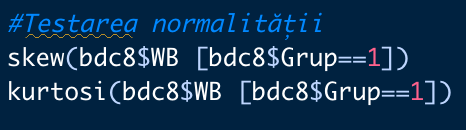 #Testarea normalității
skew(bdc8$WB [bdc8$Grup==1])
kurtosi(bdc8$WB [bdc8$Grup==1])